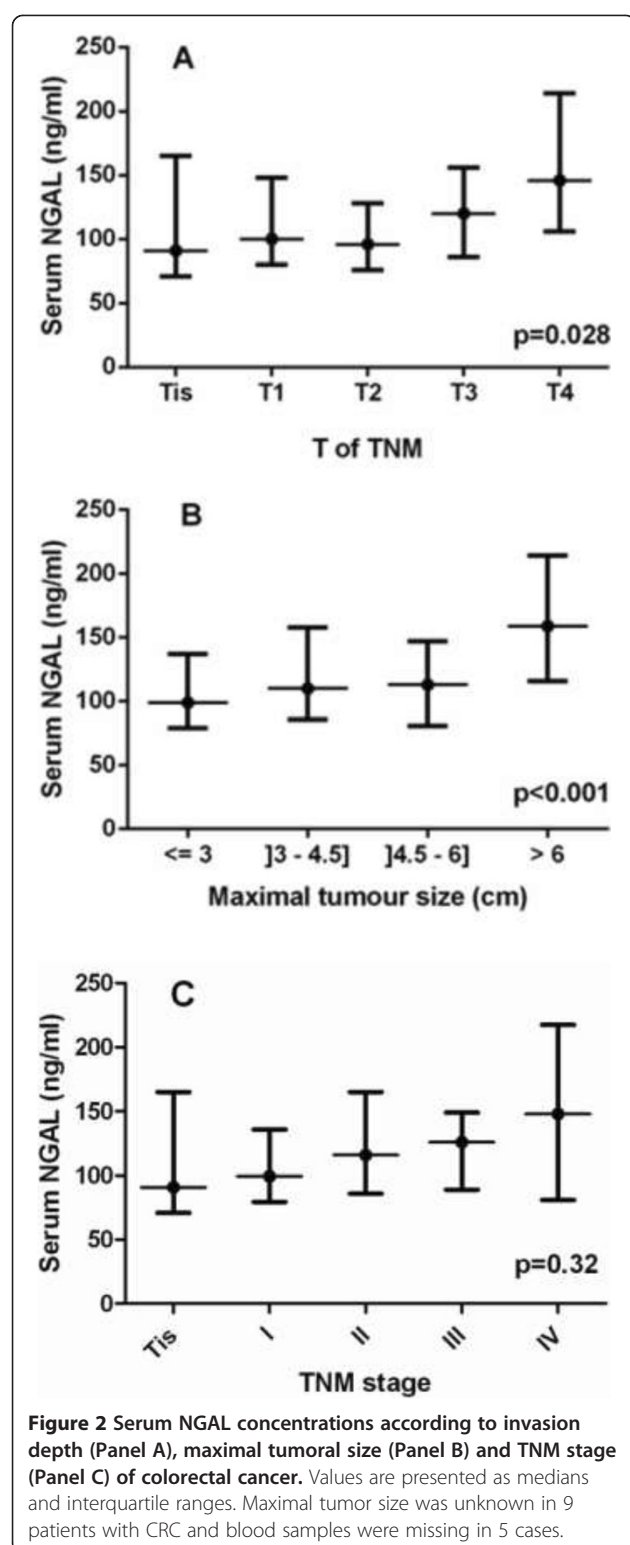 A
Serum NGAL (ng/ml)
250
200
150
100
50
0
p=0.028
Tis T1 T2 T3 T4
T of TNM
B
Serum NGAL (ng/ml)
250
200
150
100
50
0
p<0.001
<= 3 ]3 - 4.5] ]4.5 - 6] > 6
Maximal tumour size (cm)
C
Serum NGAL (ng/ml)
250
200
150
100
50
0
p=0.32
Tis I II III IV
TNM stage
Figure 2 Serum NGAL concentrations according to invasion
depth (Panel A), maximal tumoral size (Panel B) and TNM stage
(Panel C) of colorectal cancer. Values are presented as medians
and interquartile ranges. Maximal tumor size was unknown in 9
patients with CRC and blood samples were missing in 5 cases.